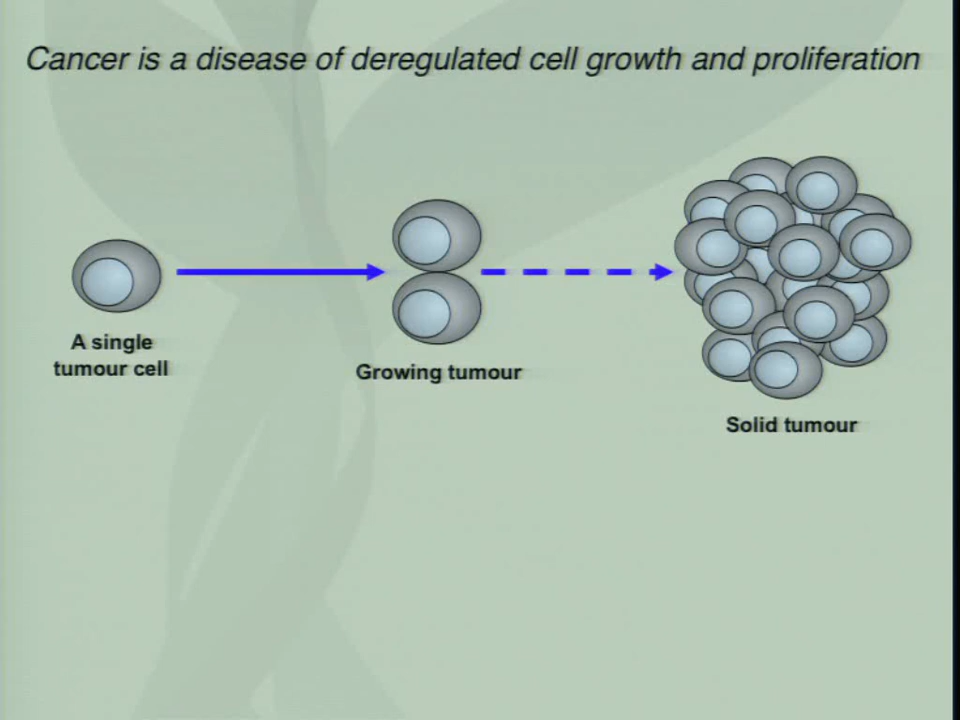 Cancer is a disease of deregulated cell growth and proliferation
A single
tumour cell
Growing tumour
Solid tumour